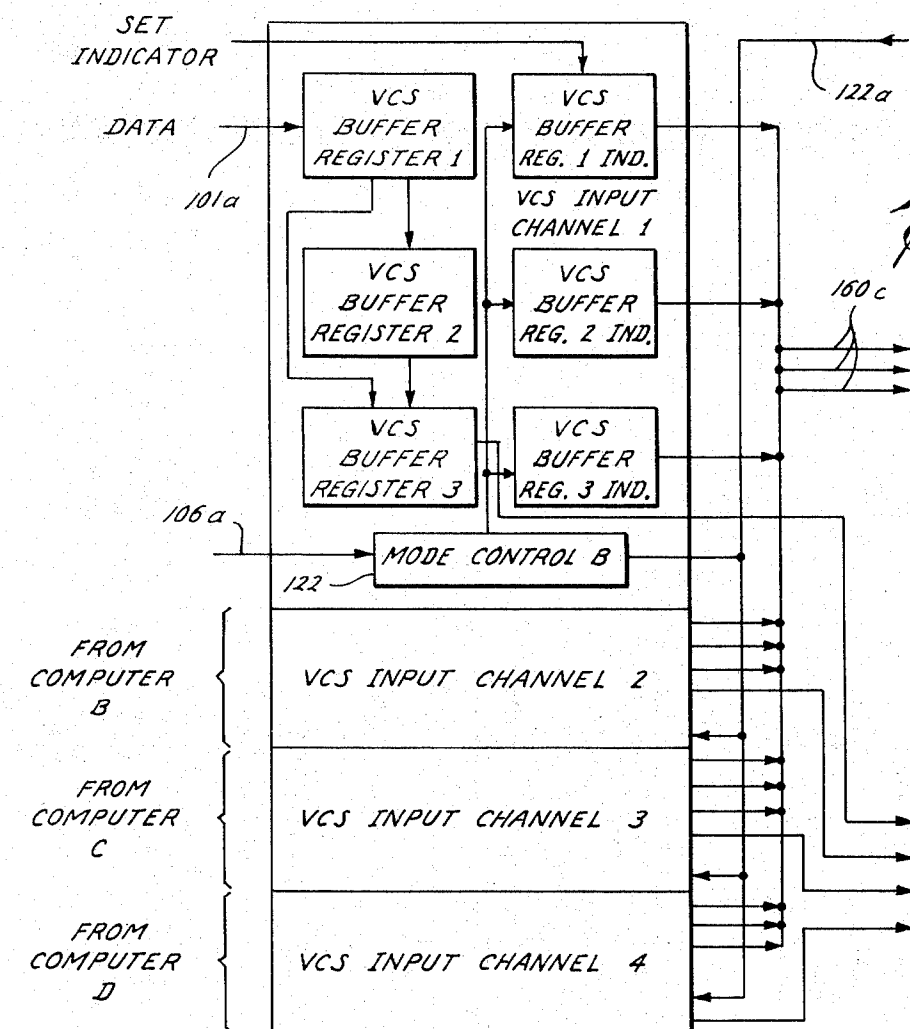 SET
INDICATOR
DATA
101a
VCS
BUFFER
REGISTER 1
VCS
BUFFER
REG. 1 IND.
VCS INPUT
CHANNEL 1
VCS
BUFFER
REGISTER 2
VCS
BUFFER
REG. 2 IND.
VCS
BUFFER
REGISTER 3
VCS
BUFFER
REG. 3 IND.
122a
160c
106a
MODE CONTROL B
122
FROM
COMPUTER
B
VCS INPUT CHANNEL 2
FROM
COMPUTER
C
VCS INPUT CHANNEL 3
FROM
COMPUTER
D
VCS INPUT CHANNEL 4